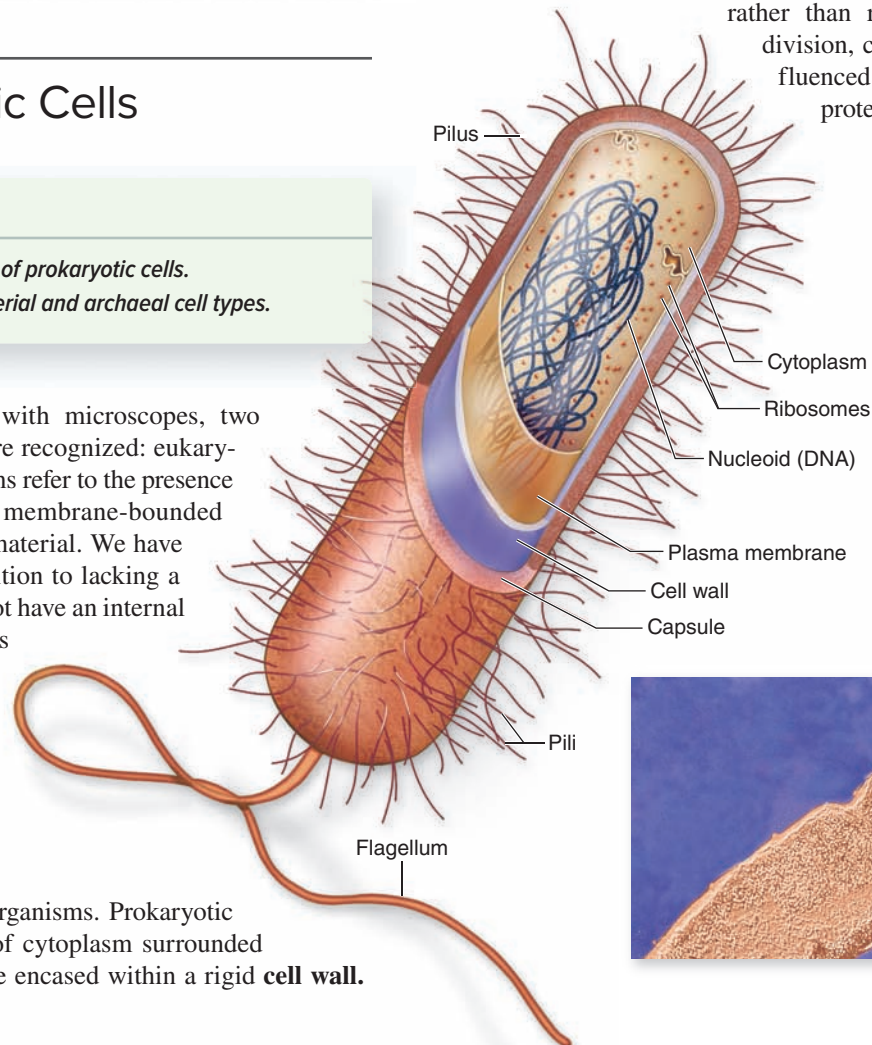 ic Cells
of prokaryotic cells.
erial and archaeal cell types.
with microscopes, two
re recognized: eukary-
ns refer to the presence
membrane-bounded
naterial. We have
ition to lacking a
ot have an internal
s
rganisms. Prokaryotic
of cytoplasm surrounded
e encased within a rigid cell wall.
Pilus
Cytoplasm
Ribosomes
Nucleoid (DNA)
Plasma membrane
Cell wall
Capsule
Pili
Flagellum
rather than
division, c
fluenced
prote